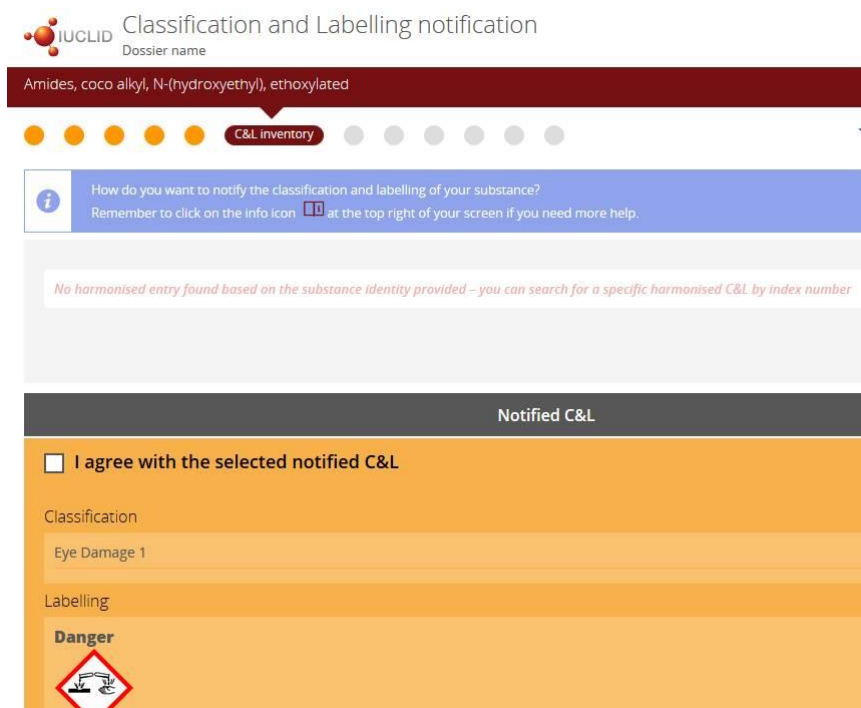 IUCLID
Classification and Labelling notification
Dossier name
Amides, coco alkyl, N-(hydroxyethyl), ethoxylated
C&L inventory
How do you want to notify the classification and labelling of your substance?
Remember to click on the info icon at the top right of your screen if you need more help.
No harmonised entry found based on the substance identity provided – you can search for a specific harmonised C&L by index number
Notified C&L
I agree with the selected notified C&L
Classification
Eye Damage 1
Labelling
Danger